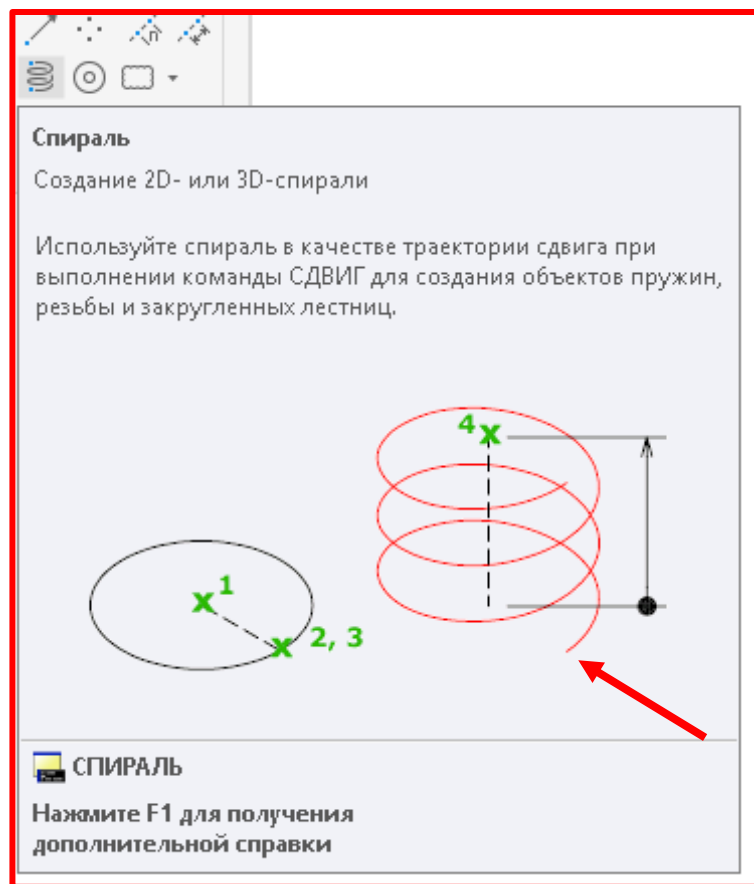 Спираль
Создание 2D- или 3D-спирали
Используйте спираль в качестве траектории сдвига при
выполнении команды СДВИГ для создания объектов пружин,
резьбы и закругленных лестниц.
4
1
2, 3
СПИРАЛЬ
Нажмите F1 для получения
дополнительной справки